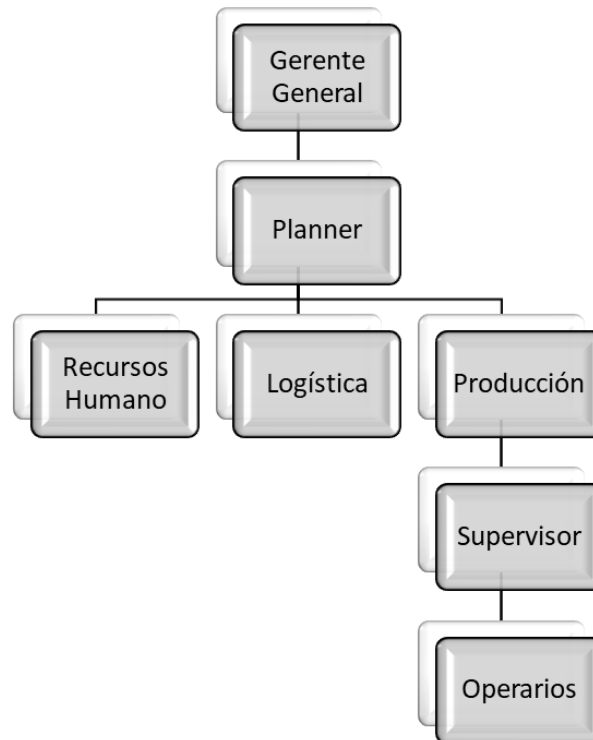 Gerente
General
Planner
Recursos
Humano
Logística
Producción
Supervisor
Operarios